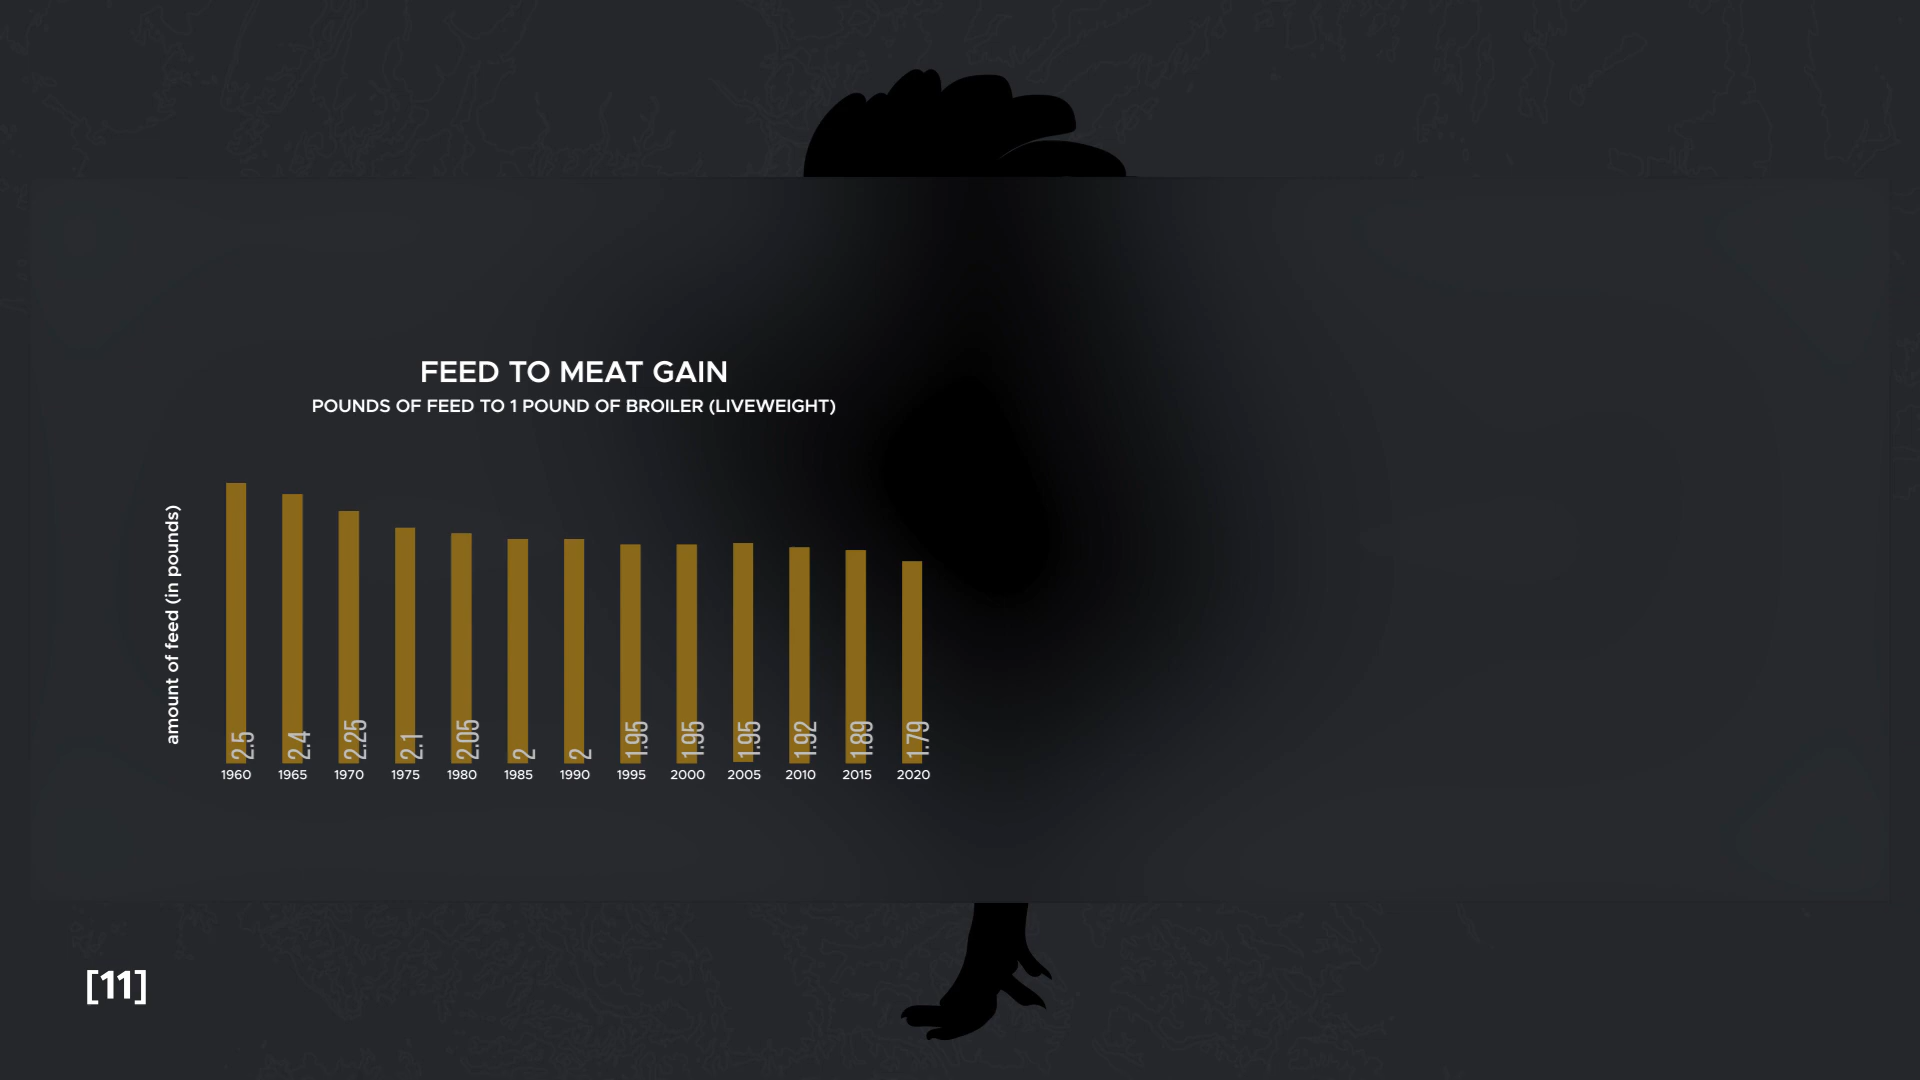 FEED TO MEAT GAIN
POUNDS OF FEED TO 1 POUND OF BROILER (LIVEWEIGHT)
amount of feed (in pounds)
2.5 2.4 2.25 2.1 2.05 2 2 1.95 1.95 1.95 1.92 1.89 1.79
1960 1965 1970 1975 1980 1985 1990 1995 2000 2005 2010 2015 2020
[11]